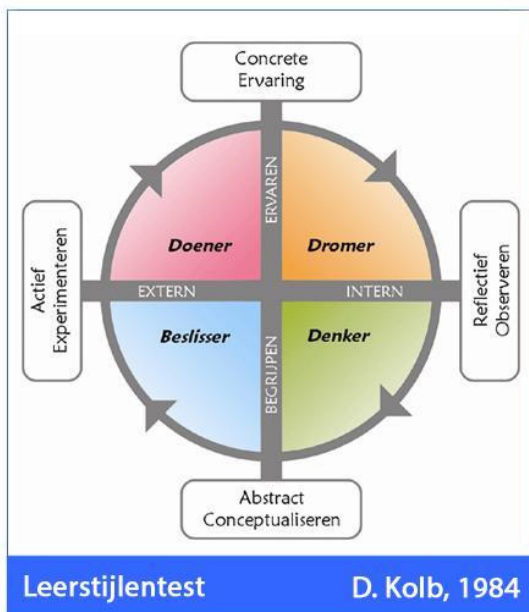 Concrete
Ervaring
ERVAREN
Doener
Dromer
Actief
Experimenteren
EXTERN
INTERN
Reflectief
Observeren
Beslisser
Denker
BEGRIJPEN
Abstract
Conceptualiseren
Leerstijlentest
D. Kolb, 1984